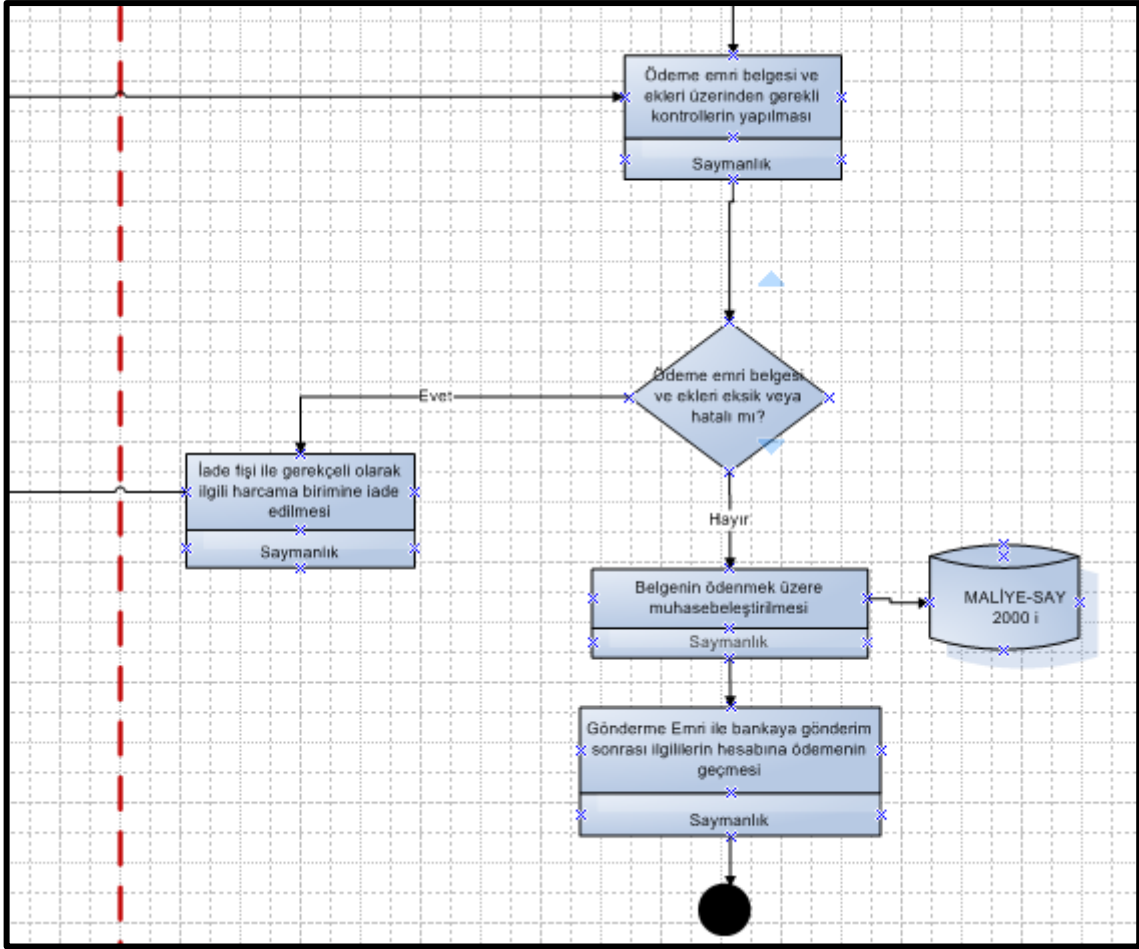 Ödeme emri belgesi ve
ekleri üzerinden gerekli
kontrollerin yapılması
Saymanlık
Ödeme emri belgesi
ve ekleri eksik veya
hatalı mı?
Evet
İade fişi ile gerekçeli olarak
ilgili harcama birimine iade
edilmesi
Saymanlık
Hayır
Belgenin ödenmek üzere
muhasebeleştirilmesi
Saymanlık
MALİYE-SAY
2000 i
Gönderme Emri ile bankaya gönderim
sonrası ilgililerin hesabına ödemenin
geçmesi
Saymanlık